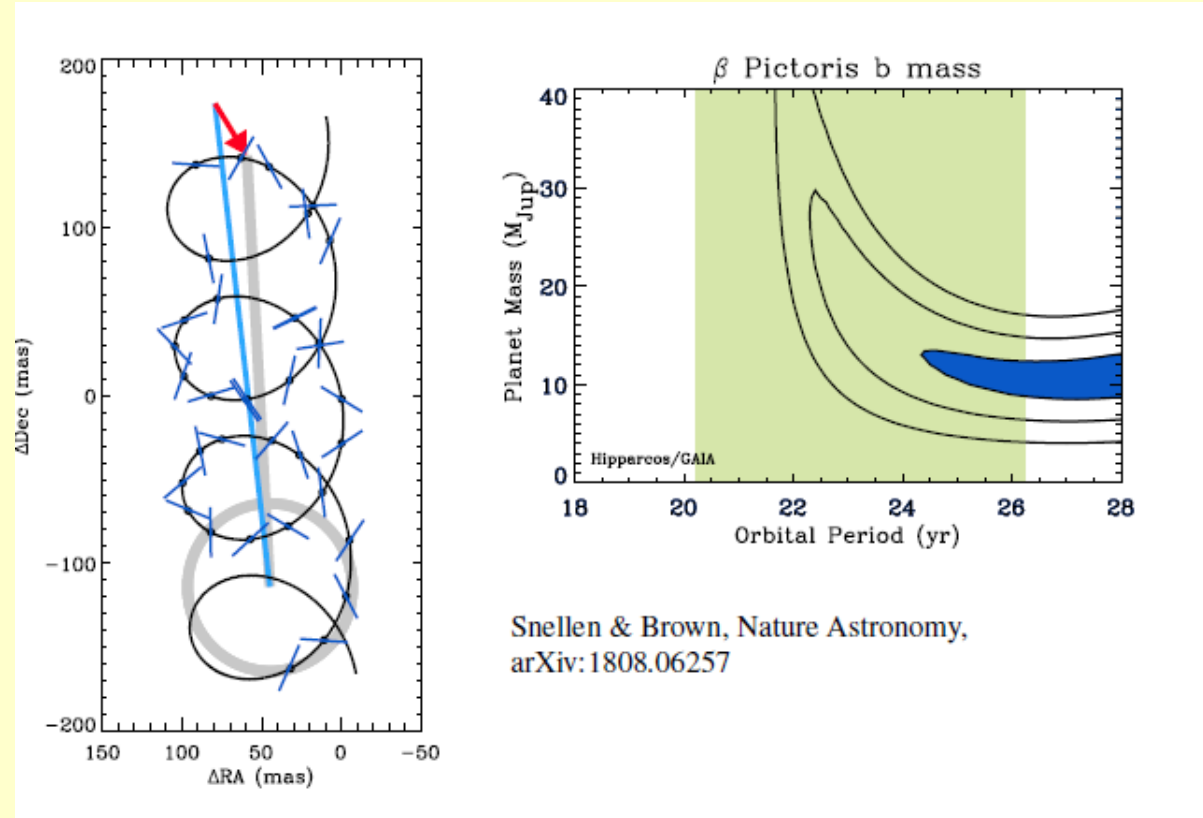 200
100
0
−100
−200
ΔDec (mas)
150 100 50 0 −50
ΔRA (mas)
β Pictoris b mass
40
30
20
10
0
Planet Mass (M_Jup)
Hipparcos/GAIA
18 20 22 24 26 28
Orbital Period (yr)
Snellen & Brown, Nature Astronomy,
arXiv:1808.06257